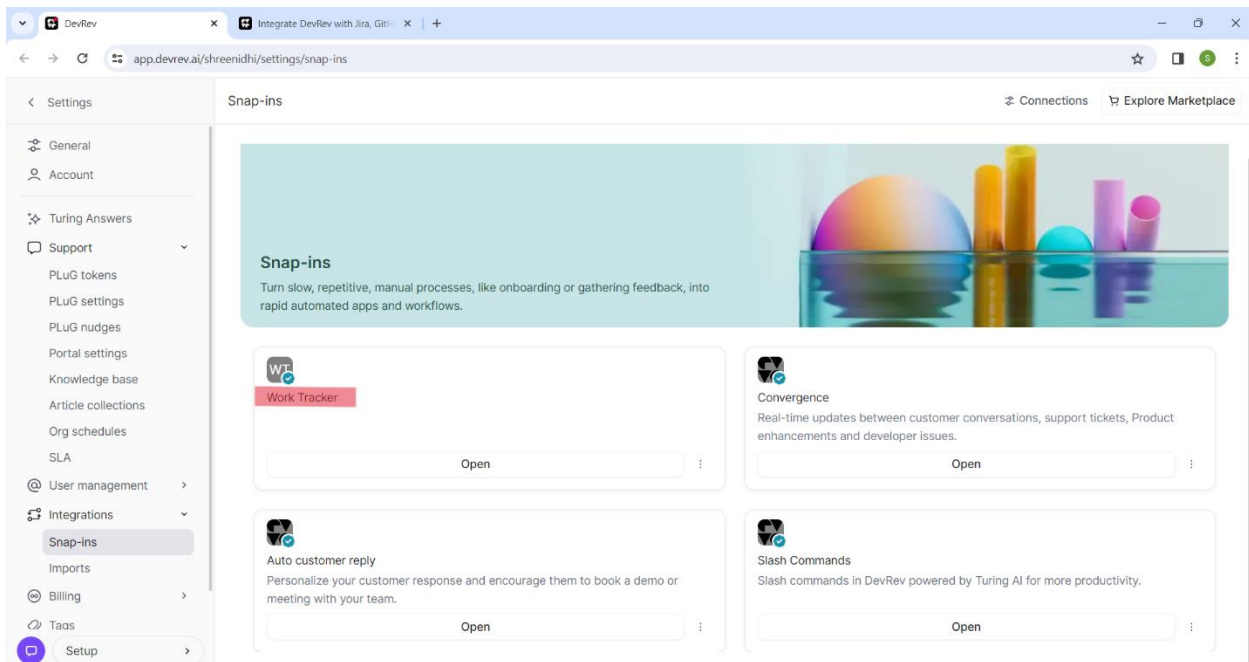 DevRev
Integrate DevRev with Jira, GitH
app.devrev.ai/shreenidhi/settings/snap-ins
S
Settings
Snap-ins
Connections
Explore Marketplace
General
Account
Turing Answers
Support
PLuG tokens
PLuG settings
PLuG nudges
Portal settings
Knowledge base
Article collections
Org schedules
SLA
User management
Integrations
Snap-ins
Imports
Billing
Tags
Setup
Snap-ins
Turn slow, repetitive, manual processes, like onboarding or gathering feedback, into
rapid automated apps and workflows.
WT
Work Tracker
Open
Convergence
Real-time updates between customer conversations, support tickets, Product
enhancements and developer issues.
Open
Auto customer reply
Personalize your customer response and encourage them to book a demo or
meeting with your team.
Open
Slash Commands
Slash commands in DevRev powered by Turing AI for more productivity.
Open